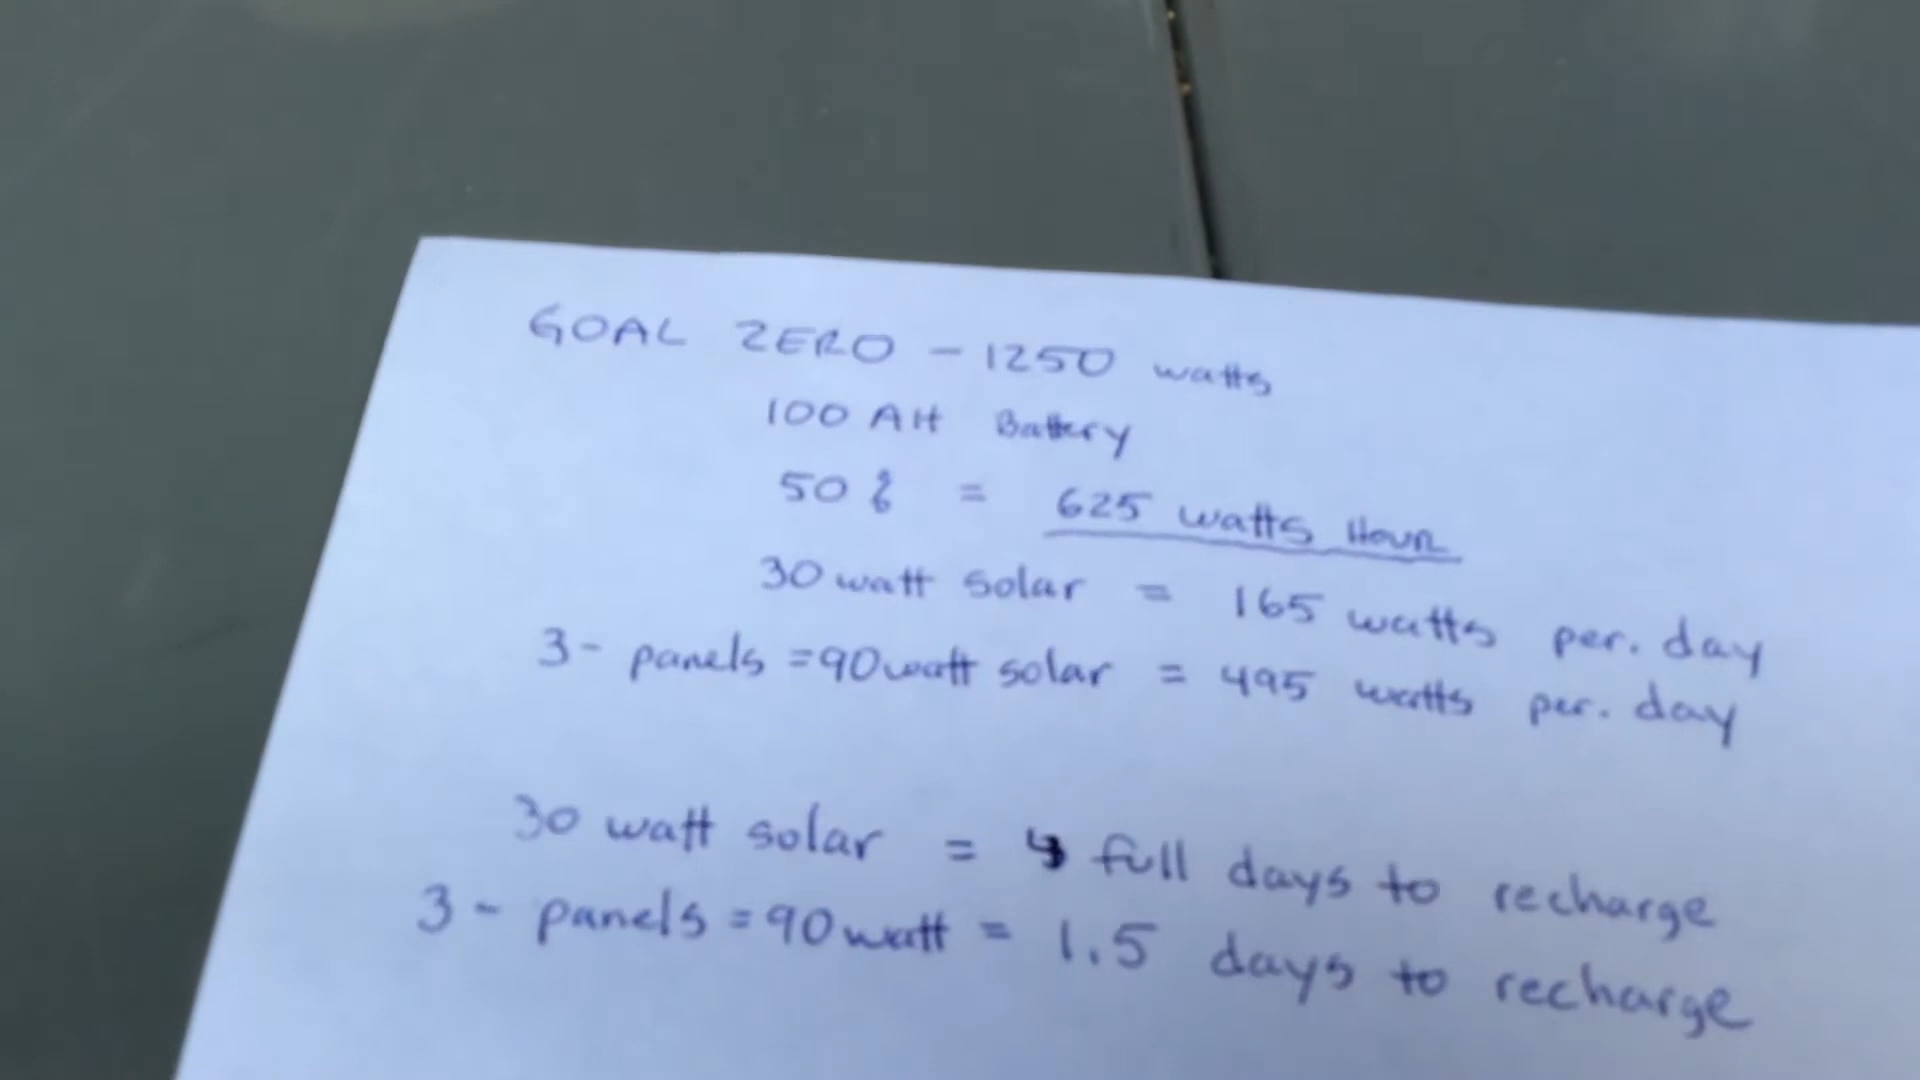 GOAL ZERO - 1250 watts
100 AH Battery
50 % = 625 watts Hour
30 watt solar = 165 watts per. day
3- panels = 90 watt solar = 495 watts per. day
30 watt solar = 4 full days to recharge
3- panels = 90 watt = 1.5 days to recharge